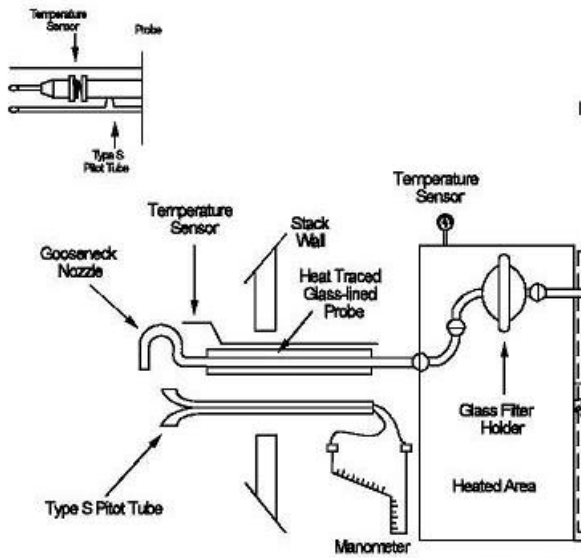 Temperature
Sensor
Probe
Type S
Pitot Tube
Temperature
Sensor
Temperature
Sensor
Stack
Wall
Gooseneck
Nozzle
Heat Traced
Glass-lined
Probe
Glass Filter
Holder
Type S Pitot Tube
Heated Area
Manometer